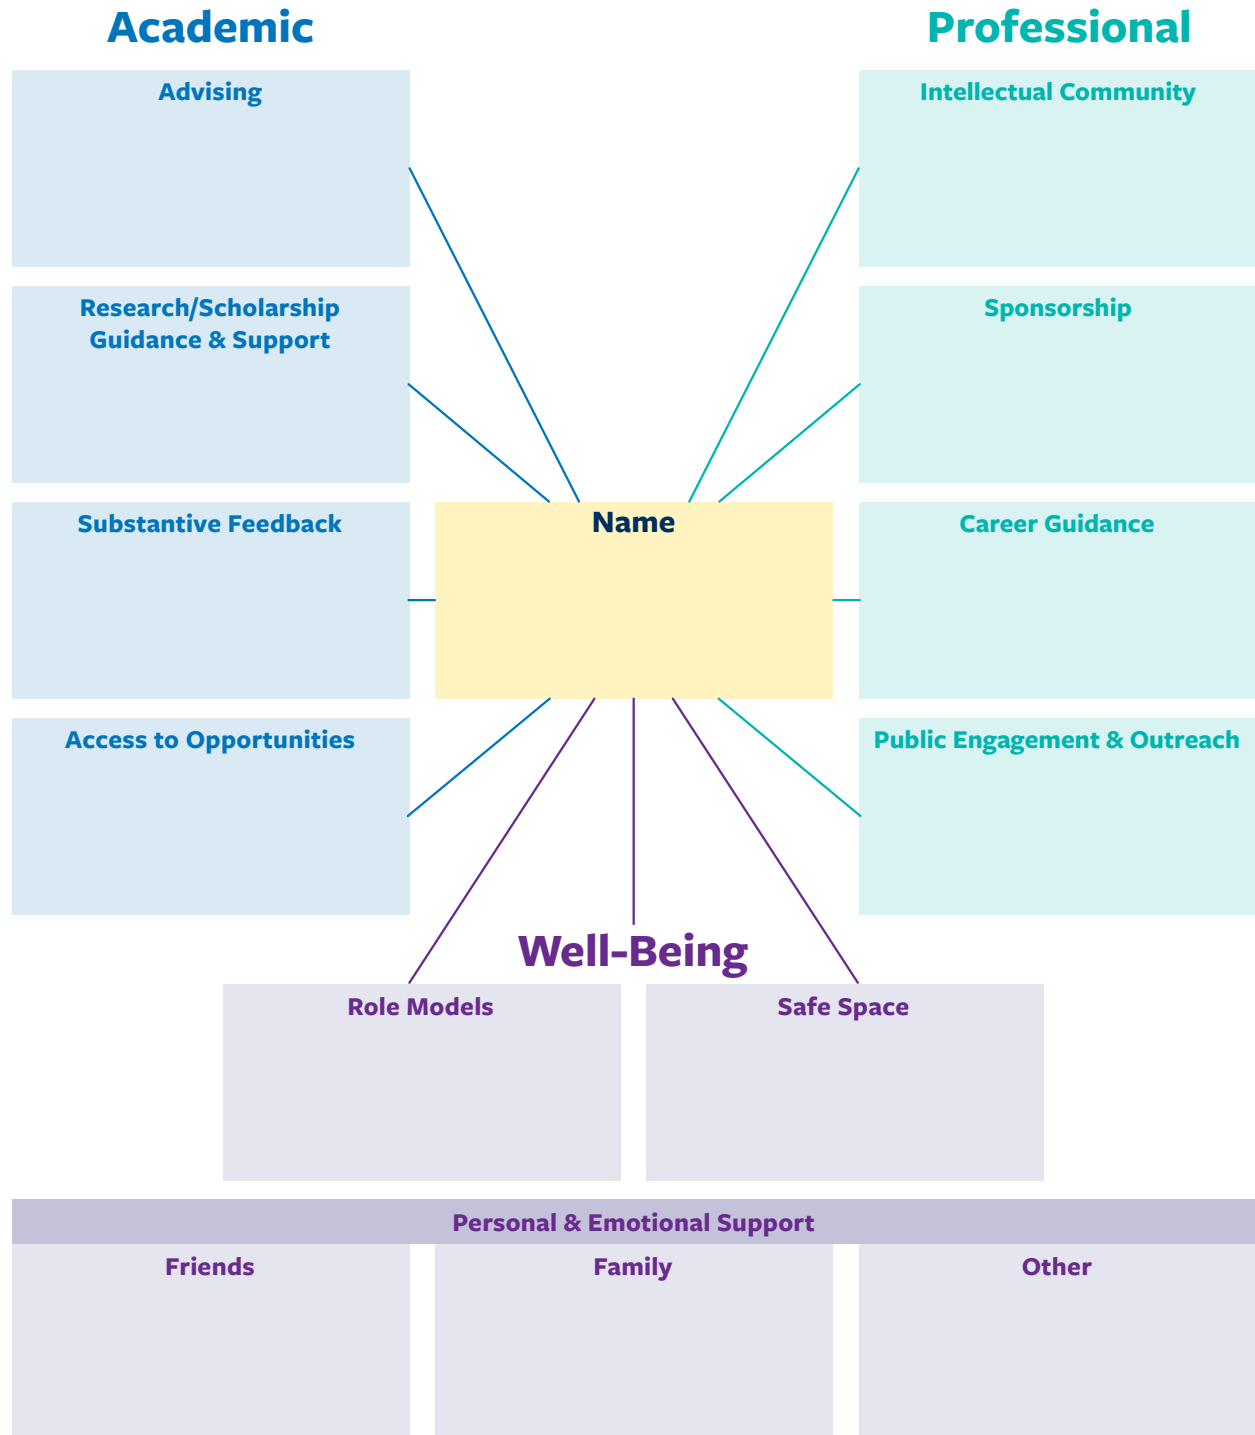 Academic
Professional
Advising
Intellectual Community
Research/Scholarship
Guidance & Support
Sponsorship
Substantive Feedback
Name
Career Guidance
Access to Opportunities
Public Engagement & Outreach
Well-Being
Role Models
Safe Space
Personal & Emotional Support
Friends
Family
Other